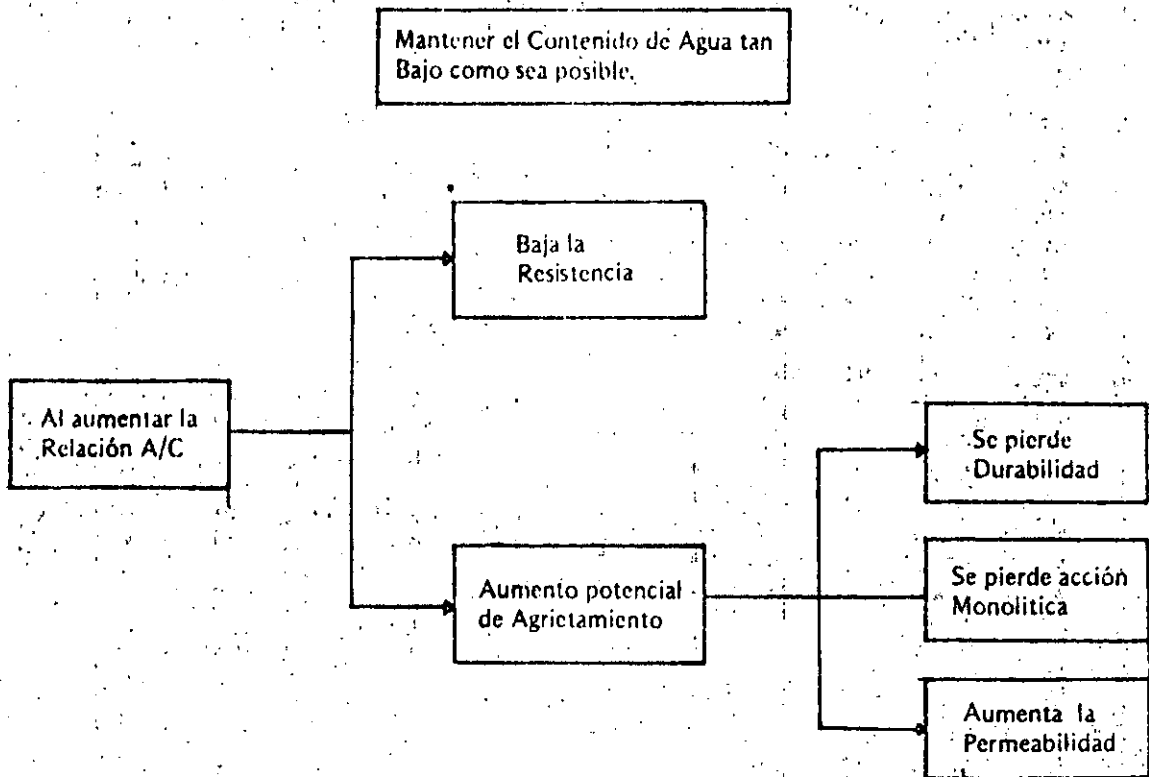 Mantener el Contenido de Agua tan
Bajo como sea posible.
Baja la
Resistencia
Al aumentar la
Relación A/C
Se pierde
Durabilidad
Aumento potencial
de Agrietamiento
Se pierde acción
Monolitica
Aumenta la
Permeabilidad